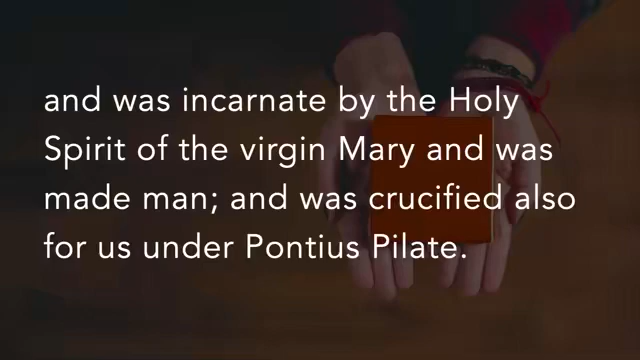 and was incarnate by the Holy
Spirit of the virgin Mary and was
made man; and was crucified also
for us under Pontius Pilate.